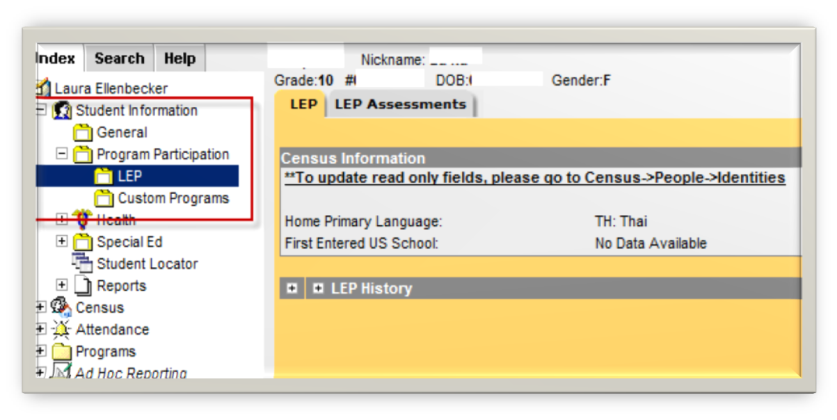 Index Search Help
Laura Ellenbecker
Student Information
General
Program Participation
LEP
Custom Programs
Health
Special Ed
Student Locator
Reports
Census
Attendance
Programs
Ad Hoc Reporting
Nickname:
Grade:10 #( DOB:( Gender:F
LEP LEP Assessments
Census Information
**To update read only fields, please go to Census->People->Identities
Home Primary Language: TH: Thai
First Entered US School: No Data Available
LEP History